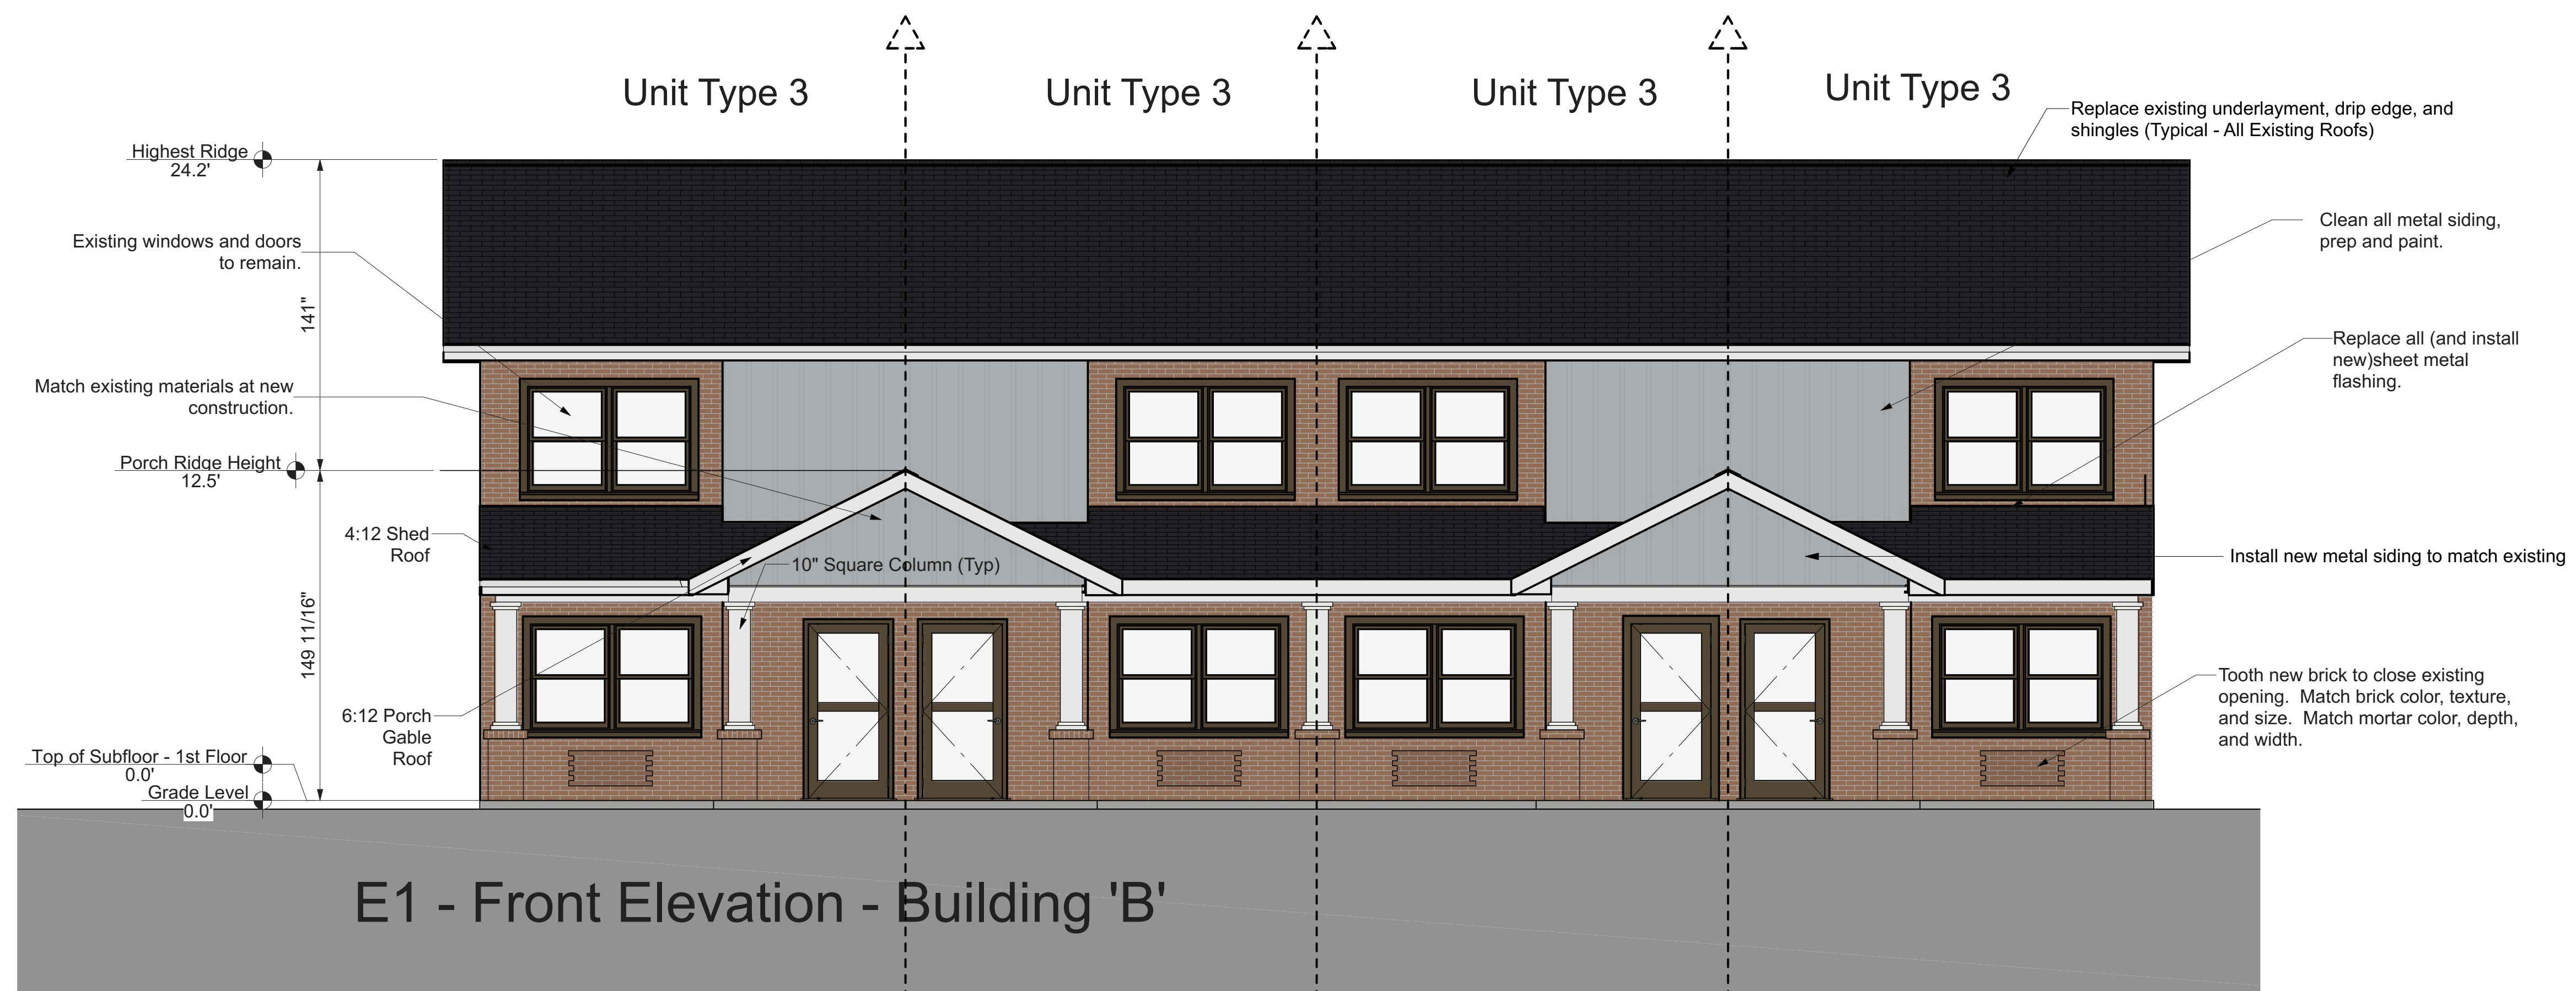 Unit Type 3
Unit Type 3
Unit Type 3
Unit Type 3
Replace existing underlayment, drip edge, and
shingles (Typical - All Existing Roofs)
Highest Ridge
24.2'
Clean all metal siding,
prep and paint.
Existing windows and doors
to remain.
141"
Replace all (and install
new)sheet metal
flashing.
Match existing materials at new
construction.
Porch Ridge Height
12.5'
4:12 Shed
Roof
10" Square Column (Typ)
Install new metal siding to match existing
149 11/16"
Tooth new brick to close existing
opening. Match brick color, texture,
and size. Match mortar color, depth,
and width.
6:12 Porch
Gable
Roof
Top of Subfloor - 1st Floor
0.0'
Grade Level
0.0'
E1 - Front Elevation - Building 'B'